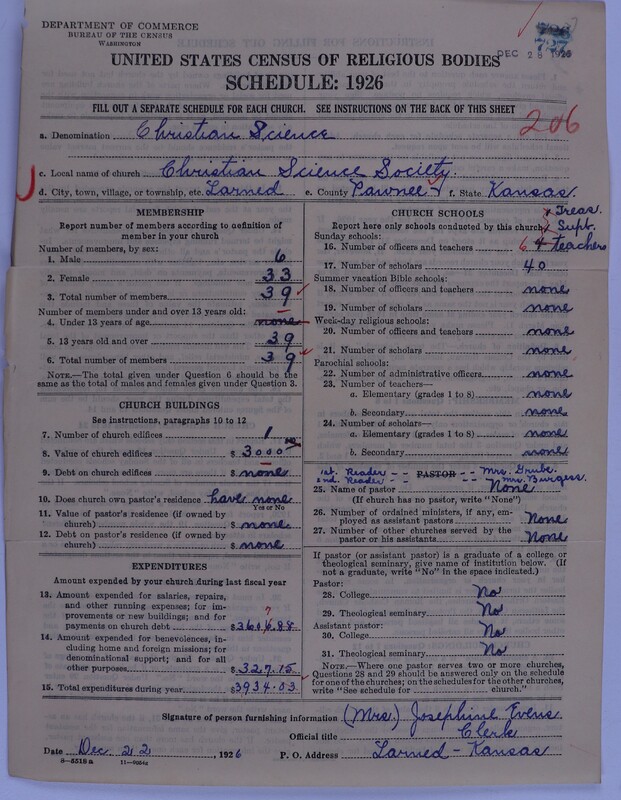 DEPARTMENT OF COMMERCE
BUREAU OF THE CENSUS
WASHINGTON
727
DEC 28 1926
UNITED STATES CENSUS OF RELIGIOUS BODIES
SCHEDULE: 1926
FILL OUT A SEPARATE SCHEDULE FOR EACH CHURCH. SEE INSTRUCTIONS ON THE BACK OF THIS SHEET
206
a. Denomination Christian Science
c. Local name of church Christian Science Society.
d. City, town, village, or township, etc. Larned e. County Pawnee f. State Kansas.
MEMBERSHIP
Report number of members according to definition of member in your church
Number of members, by sex:
1. Male 6
2. Female 33
3. Total number of members 39
Number of members under and over 13 years old:
4. Under 13 years of age none
5. 13 years old and over 39
6. Total number of members 39
NOTE.—The total given under Question 6 should be the
same as the total of males and females given under Question 3.
CHURCH BUILDINGS
See instructions, paragraphs 10 to 12
7. Number of church edifices 1
8. Value of church edifices $ 3000
9. Debt on church edifices $ none
10. Does church own pastor's residence have none
Yes or No
11. Value of pastor's residence (if owned by
church) $ none
12. Debt on pastor's residence (if owned by
church) $ none
EXPENDITURES
Amount expended by your church during last fiscal year
13. Amount expended for salaries, repairs,
and other running expenses; for im-
provements or new buildings; and for
payments on church debt $3606.88
?
14. Amount expended for benevolences, in-
cluding home and foreign missions; for
denominational support; and for all
other purposes $ 327.15
15. Total expenditures during year $3934.03
CHURCH SCHOOLS
Treas.
Report here only schools conducted by this church Supt.
Sunday schools:
16. Number of officers and teachers 6 4 teachers
17. Number of scholars 40
Summer vacation Bible schools:
18. Number of officers and teachers none
19. Number of scholars none
Week-day religious schools:
20. Number of officers and teachers none
21. Number of scholars none
Parochial schools:
22. Number of administrative officers none
23. Number of teachers—
a. Elementary (grades 1 to 8) none
b. Secondary none
24. Number of scholars—
a. Elementary (grades 1 to 8) none
b. Secondary none
1st. Reader - - PASTOR - - Mrs. Grube.
2nd. Reader - - - - Mrs. Burgess.
25. Name of pastor None
(If church has no pastor, write "None")
26. Number of ordained ministers, if any, em-
ployed as assistant pastors None
27. Number of other churches served by the
pastor or his assistants None
If pastor (or assistant pastor) is a graduate of a college or
theological seminary, give name of institution below. (If
not a graduate, write "No" in the space indicated.)
Pastor:
28. College No
29. Theological seminary No
Assistant pastor:
30. College No
31. Theological seminary No
NOTE.—Where one pastor serves two or more churches,
Questions 28 and 29 should be answered only on the schedule
for one of the churches; on the schedules for the other churches,
write "See schedule for church."
Signature of person furnishing information (Mrs.) Josephine Evens
Official title Clerk
Date Dec 22, 1926 P. O. Address Larned - Kansas
8—5518 a